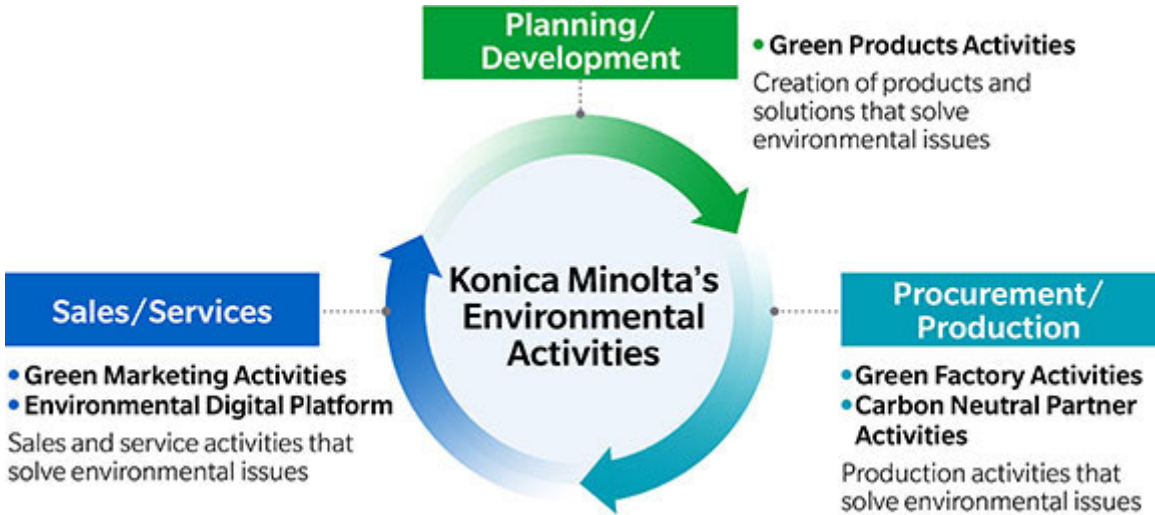 Planning/
Development
• Green Products Activities
Creation of products and
solutions that solve
environmental issues
Konica Minolta's
Environmental
Activities
Procurement/
Production
• Green Factory Activities
• Carbon Neutral Partner
Activities
Production activities that
solve environmental issues
Sales/Services
• Green Marketing Activities
• Environmental Digital Platform
Sales and service activities that
solve environmental issues